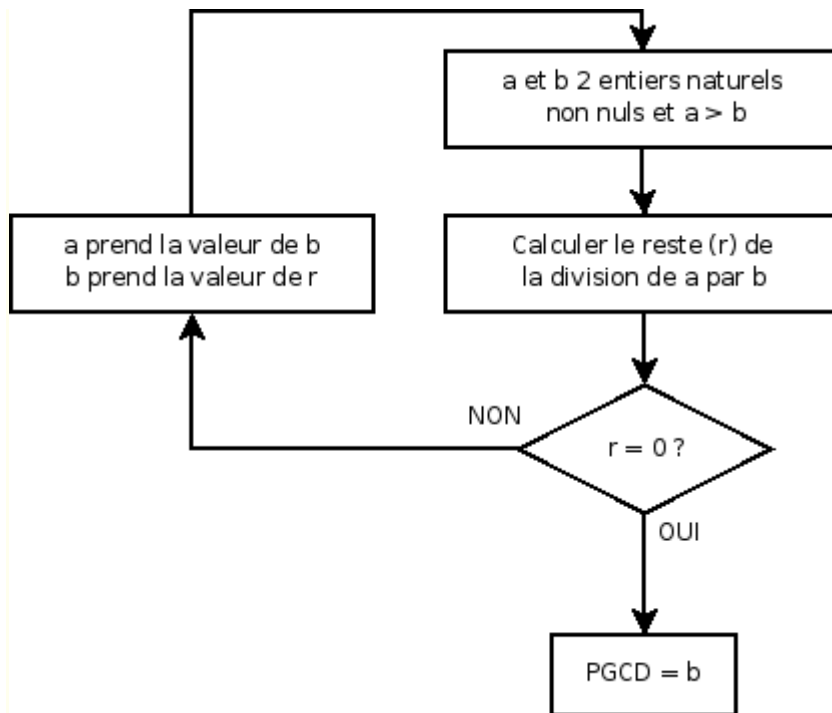 a et b 2 entiers naturels
non nuls et a > b
a prend la valeur de b
b prend la valeur de r
Calculer le reste (r) de
la division de a par b
NON
r = 0 ?
OUI
PGCD = b